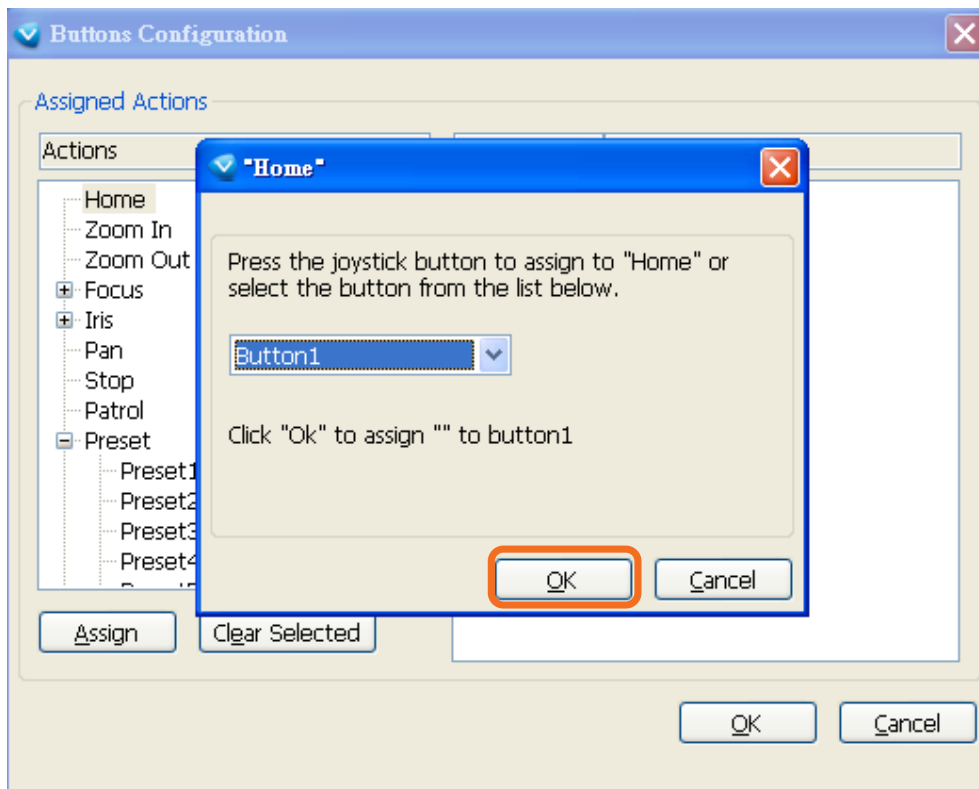 Buttons Configuration
Assigned Actions
Actions
Home
Zoom In
Zoom Out
Focus
Iris
Pan
Stop
Patrol
Preset
Preset1
Preset2
Preset3
Preset4
"Home"
Press the joystick button to assign to "Home" or
select the button from the list below.
Button1
Click "Ok" to assign "" to button1
OK
Cancel
Assign
Clear Selected
OK
Cancel